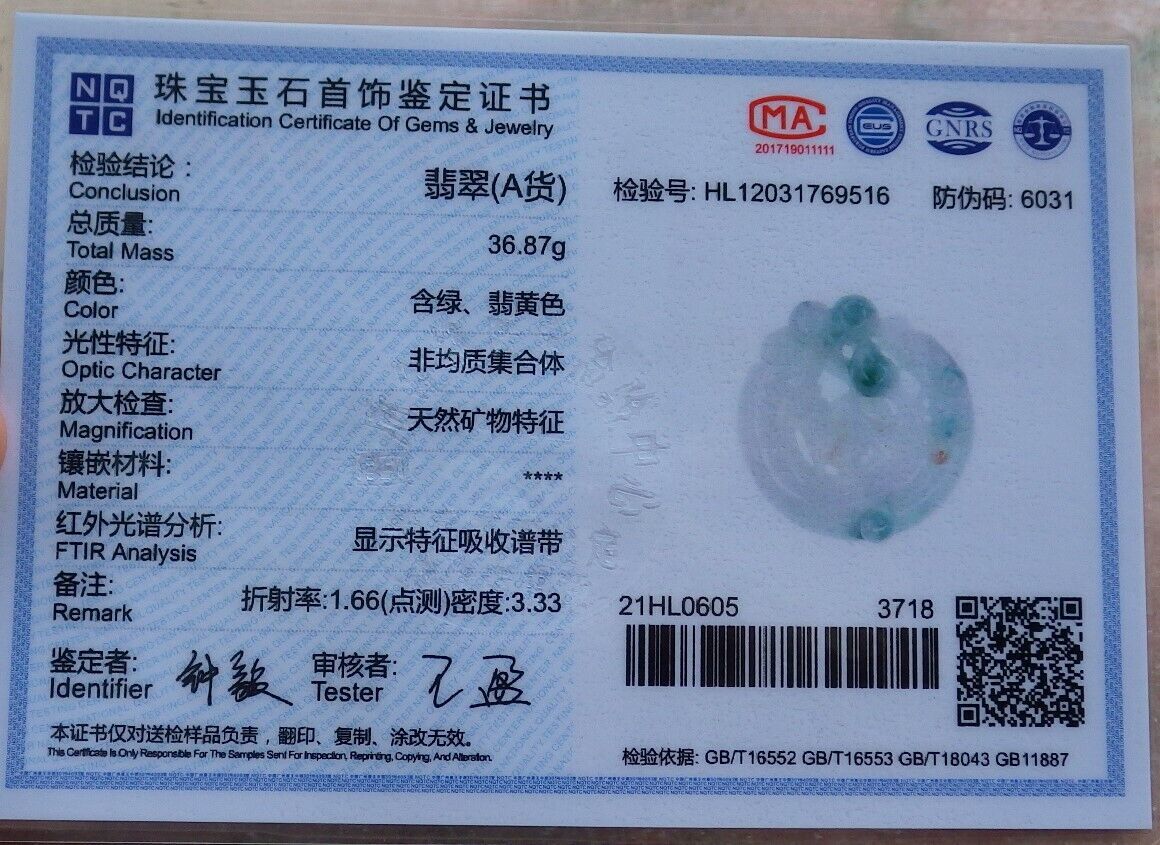 NQ
TC
珠宝玉石首饰鉴定证书
Identification Certificate Of Gems & Jewelry
检验结论：
Conclusion
翡翠(A货)
总质量:
Total Mass
36.87g
颜色:
Color
含绿、翡黄色
光性特征:
Optic Character
非均质集合体
放大检查:
Magnification
天然矿物特征
镶嵌材料:
Material
****
红外光谱分析:
FTIR Analysis
显示特征吸收谱带
备注:
Remark
折射率:1.66(点测)密度:3.33
鉴定者:
Identifier
审核者:
Tester
本证书仅对送检样品负责，翻印、复制、涂改无效。
This Certificate Is Only Responsible For The Samples Sent For Inspection, Reprinting, Copying, And Alteration.
MA
201719011111
GNRS
检验号: HL12031769516
防伪码: 6031
21HL0605
3718
检验依据: GB/T16552 GB/T16553 GB/T18043 GB11887